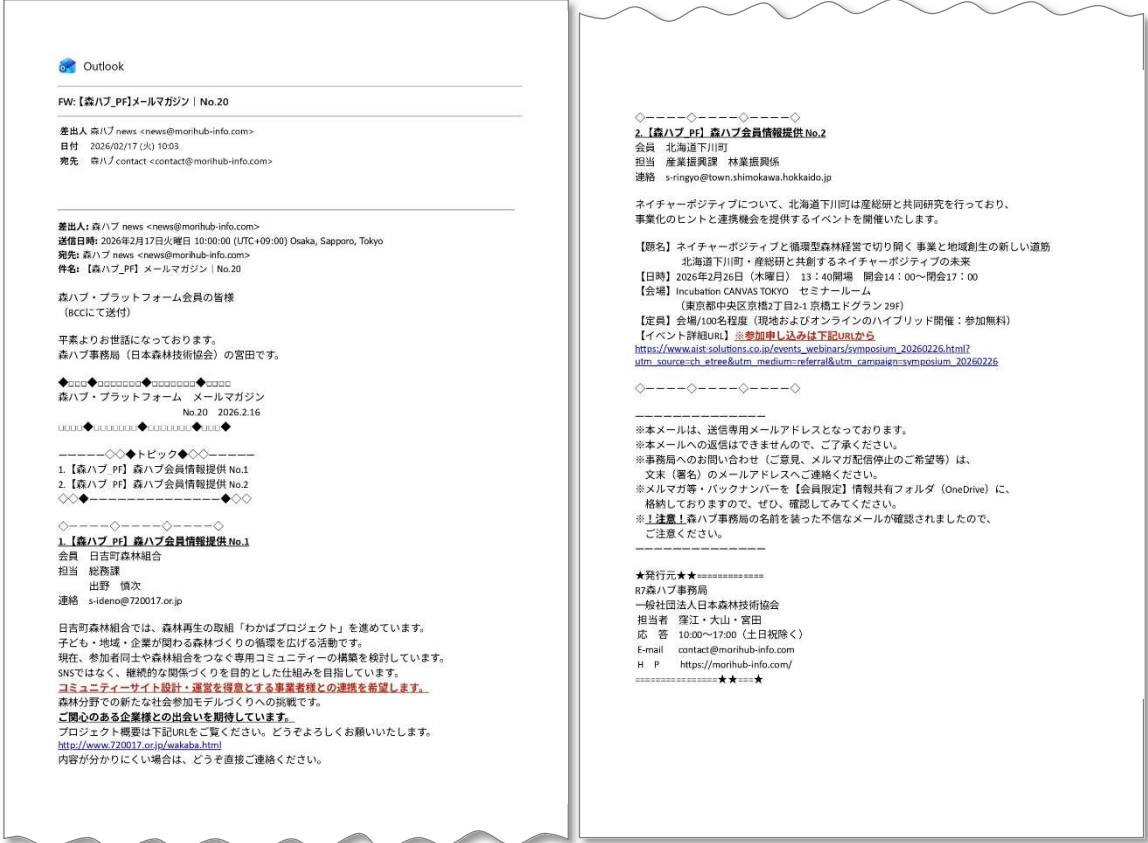 Outlook
FW:【森ハブ_PF】メールマガジン｜No.20
差出人 森ハブ news <news@morihub-info.com>
日付 2026/02/17 (火) 10:03
宛先 森ハブ contact <contact@morihub-info.com>
差出人: 森ハブ news <news@morihub-info.com>
送信日時: 2026年2月17日火曜日 10:00:00 (UTC+09:00) Osaka, Sapporo, Tokyo
宛先: 森ハブ news <news@morihub-info.com>
件名: 【森ハブ_PF】メールマガジン｜No.20
森ハブ・プラットフォーム会員の皆様
（BCCにて送付）
平素よりお世話になっております。
森ハブ事務局（日本森林技術協会）の宮田です。
◆□□□◆□□□□□□□◆□□□□□□□◆□□□□
森ハブ・プラットフォーム　メールマガジン
No.20　2026.2.16
□□□□◆□□□□□□□◆□□□□□□□◆□□□◆
―――――◇◇◆トピック◆◇◇―――――
1.【森ハブ_PF】森ハブ会員情報提供 No.1
2.【森ハブ_PF】森ハブ会員情報提供 No.2
◇◇◆――――――――――――――◆◇◇
◇――――◇――――◇――――◇
1.【森ハブ_PF】森ハブ会員情報提供 No.1
会員　日吉町森林組合
担当　総務課
出野　慎次
連絡　s-ideno@720017.or.jp
日吉町森林組合では、森林再生の取組「わかばプロジェクト」を進めています。
子ども・地域・企業が関わる森林づくりの循環を広げる活動です。
現在、参加者同士や森林組合をつなぐ専用コミュニティーの構築を検討しています。
SNSではなく、継続的な関係づくりを目的とした仕組みを目指しています。
コミュニティーサイト設計・運営を得意とする事業者様との連携を希望します。
森林分野での新たな社会参加モデルづくりへの挑戦です。
ご関心のある企業様との出会いを期待しています。
プロジェクト概要は下記URLをご覧ください。どうぞよろしくお願いいたします。
http://www.720017.or.jp/wakaba.html
内容が分かりにくい場合は、どうぞ直接ご連絡ください。
◇――――◇――――◇――――◇
2.【森ハブ_PF】森ハブ会員情報提供 No.2
会員　北海道下川町
担当　産業振興課　林業振興係
連絡　s-ringyo@town.shimokawa.hokkaido.jp
ネイチャーポジティブについて、北海道下川町は産総研と共同研究を行っており、
事業化のヒントと連携機会を提供するイベントを開催いたします。
【題名】ネイチャーポジティブと循環型森林経営で切り開く 事業と地域創生の新しい道筋
北海道下川町・産総研と共創するネイチャーポジティブの未来
【日時】2026年2月26日（木曜日）　13：40開場　開会14：00～閉会17：00
【会場】Incubation CANVAS TOKYO　セミナールーム
（東京都中央区京橋2丁目2-1 京橋エドグラン 29F）
【定員】会場/100名程度（現地およびオンラインのハイブリッド開催：参加無料）
【イベント詳細URL】※参加申し込みは下記URLから
https://www.aist-solutions.co.jp/events_webinars/symposium_20260226.html?
utm_source=ch_etree&utm_medium=referral&utm_campaign=symposium_20260226
◇――――◇――――◇――――◇
――――――――――――――
※本メールは、送信専用メールアドレスとなっております。
※本メールへの返信はできませんので、ご了承ください。
※事務局へのお問い合わせ（ご意見、メルマガ配信停止のご希望等）は、
文末（署名）のメールアドレスへご連絡ください。
※メルマガ等・バックナンバーを【会員限定】情報共有フォルダ（OneDrive）に、
格納しておりますので、ぜひ、確認してみてください。
※！注意！森ハブ事務局の名前を装った不信なメールが確認されましたので、
ご注意ください。
――――――――――――――
★発行元★★=============
R7森ハブ事務局
一般社団法人日本森林技術協会
担当者　窪江・大山・宮田
応　答　10:00～17:00（土日祝除く）
E-mail　contact@morihub-info.com
H　P　https://morihub-info.com/
================★★===★